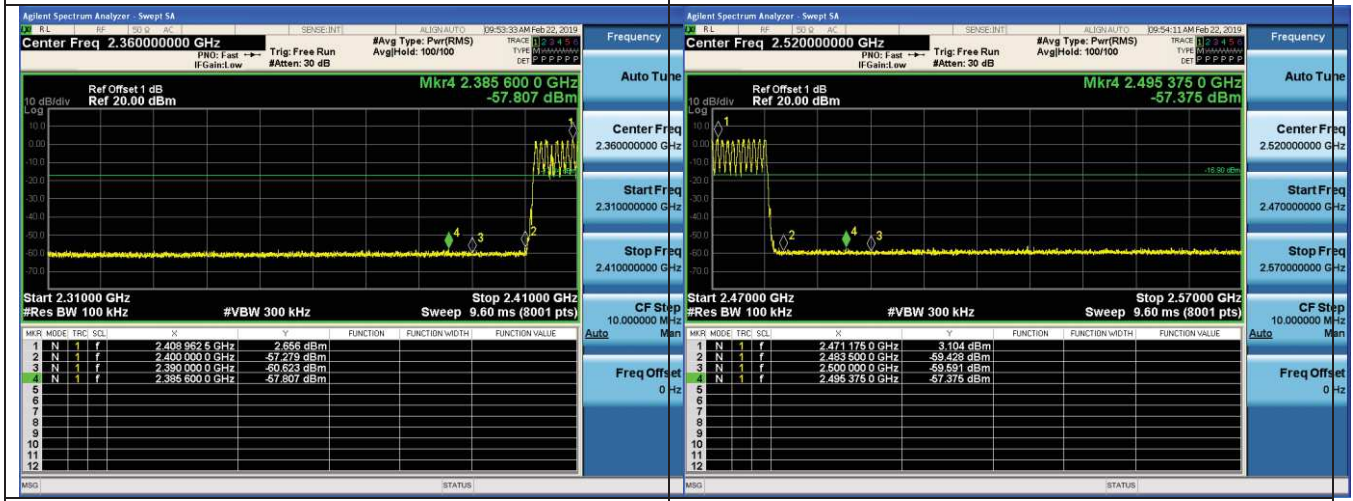 Agilent Spectrum Analyzer - Swept SA
RL RF 50 Ω AC SENSE:INT ALIGN AUTO 09:53:33 AM Feb 22, 2019
Center Freq 2.360000000 GHz
PNO: Fast
IFGain:Low
Trig: Free Run
#Atten: 30 dB
#Avg Type: Pwr(RMS)
Avg|Hold: 100/100
TRACE 1 2 3 4 5 6
TYPE M
DET P P P P P P
Frequency
Mkr4 2.385 600 0 GHz
-57.807 dBm
Ref Offset 1 dB
10 dB/div Ref 20.00 dBm
Log
10.0
0.00
-10.0
-20.0
-30.0
-40.0
-50.0
-60.0
-70.0
1
2
3
4
Start 2.31000 GHz Stop 2.41000 GHz
#Res BW 100 kHz #VBW 300 kHz Sweep 9.60 ms (8001 pts)
MKR MODE TRC SCL X Y FUNCTION FUNCTION WIDTH FUNCTION VALUE
1 N 1 f 2.408 962 5 GHz 2.656 dBm
2 N 1 f 2.400 000 0 GHz -57.279 dBm
3 N 1 f 2.390 000 0 GHz -60.623 dBm
4 N 1 f 2.385 600 0 GHz -57.807 dBm
5
6
7
8
9
10
11
12
MSG STATUS
Auto Tune
Center Freq
2.360000000 GHz
Start Freq
2.310000000 GHz
Stop Freq
2.410000000 GHz
CF Step
10.000000 MHz
Auto Man
Freq Offset
0 Hz
Agilent Spectrum Analyzer - Swept SA
RL RF 50 Ω AC SENSE:INT ALIGN AUTO 09:54:11 AM Feb 22, 2019
Center Freq 2.520000000 GHz
PNO: Fast
IFGain:Low
Trig: Free Run
#Atten: 30 dB
#Avg Type: Pwr(RMS)
Avg|Hold: 100/100
TRACE 1 2 3 4 5 6
TYPE M
DET P P P P P P
Frequency
Mkr4 2.495 375 0 GHz
-57.375 dBm
Ref Offset 1 dB
10 dB/div Ref 20.00 dBm
Log
10.0
0.00
-10.0
-20.0
-30.0
-40.0
-50.0
-60.0
-70.0
1
-16.90 dBm
2
4
3
Start 2.47000 GHz Stop 2.57000 GHz
#Res BW 100 kHz #VBW 300 kHz Sweep 9.60 ms (8001 pts)
MKR MODE TRC SCL X Y FUNCTION FUNCTION WIDTH FUNCTION VALUE
1 N 1 f 2.471 175 0 GHz 3.104 dBm
2 N 1 f 2.483 500 0 GHz -59.428 dBm
3 N 1 f 2.500 000 0 GHz -59.591 dBm
4 N 1 f 2.495 375 0 GHz -57.375 dBm
5
6
7
8
9
10
11
12
MSG STATUS
Auto Tune
Center Freq
2.520000000 GHz
Start Freq
2.470000000 GHz
Stop Freq
2.570000000 GHz
CF Step
10.000000 MHz
Auto Man
Freq Offset
0 Hz